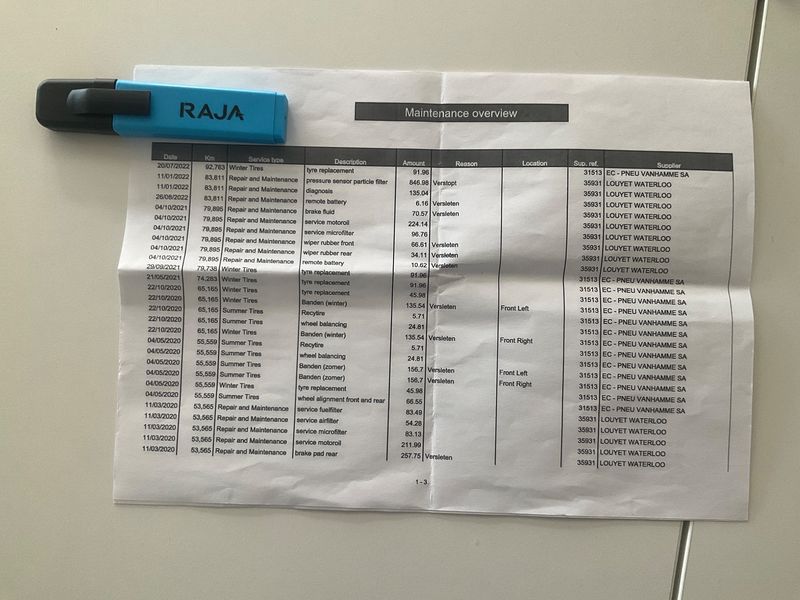 RAJA
Maintenance overview
Date Km Service type Description Amount Reason Location Sup. ref. Supplier
20/07/2022 92,763 Winter Tires tyre replacement 91.96 31513 EC - PNEU VANHAMME SA
11/01/2022 83,811 Repair and Maintenance pressure sensor particle filter 846.98 Verstopt 35931 LOUYET WATERLOO
11/01/2022 83,811 Repair and Maintenance diagnosis 135.04 35931 LOUYET WATERLOO
26/08/2022 83,811 Repair and Maintenance remote battery 6.16 Versleten 35931 LOUYET WATERLOO
04/10/2021 79,895 Repair and Maintenance brake fluid 70.57 Versleten 35931 LOUYET WATERLOO
04/10/2021 79,895 Repair and Maintenance service motoroil 224.14 35931 LOUYET WATERLOO
04/10/2021 79,895 Repair and Maintenance service microfilter 96.76 35931 LOUYET WATERLOO
04/10/2021 79,895 Repair and Maintenance wiper rubber front 66.61 Versleten 35931 LOUYET WATERLOO
04/10/2021 79,895 Repair and Maintenance wiper rubber rear 34.11 Versleten 35931 LOUYET WATERLOO
04/10/2021 79,895 Repair and Maintenance remote battery 10.62 Versleten 35931 LOUYET WATERLOO
29/09/2021 79,738 Winter Tires tyre replacement 91.96 31513 EC - PNEU VANHAMME SA
21/05/2021 74,283 Winter Tires tyre replacement 91.96 31513 EC - PNEU VANHAMME SA
22/10/2020 65,165 Winter Tires tyre replacement 45.98 31513 EC - PNEU VANHAMME SA
22/10/2020 65,165 Winter Tires Banden (winter) 135.54 Versleten Front Left 31513 EC - PNEU VANHAMME SA
22/10/2020 65,165 Summer Tires Recytire 5.71 31513 EC - PNEU VANHAMME SA
22/10/2020 65,165 Summer Tires wheel balancing 24.81 31513 EC - PNEU VANHAMME SA
22/10/2020 65,165 Winter Tires Banden (winter) 135.54 Versleten Front Right 31513 EC - PNEU VANHAMME SA
04/05/2020 55,559 Summer Tires Recytire 5.71 31513 EC - PNEU VANHAMME SA
04/05/2020 55,559 Summer Tires wheel balancing 24.81 31513 EC - PNEU VANHAMME SA
04/05/2020 55,559 Summer Tires Banden (zomer) 156.7 Versleten Front Left 31513 EC - PNEU VANHAMME SA
04/05/2020 55,559 Summer Tires Banden (zomer) 156.7 Versleten Front Right 31513 EC - PNEU VANHAMME SA
04/05/2020 55,559 Winter Tires tyre replacement 45.98 31513 EC - PNEU VANHAMME SA
04/05/2020 55,559 Summer Tires wheel alignment front and rear 66.55 31513 EC - PNEU VANHAMME SA
11/03/2020 53,565 Repair and Maintenance service fuelfilter 83.49 35931 LOUYET WATERLOO
11/03/2020 53,565 Repair and Maintenance service airfilter 54.28 35931 LOUYET WATERLOO
11/03/2020 53,565 Repair and Maintenance service microfilter 83.13 35931 LOUYET WATERLOO
11/03/2020 53,565 Repair and Maintenance service motoroil 211.99 35931 LOUYET WATERLOO
11/03/2020 53,565 Repair and Maintenance brake pad rear 257.75 Versleten 35931 LOUYET WATERLOO
1 - 3